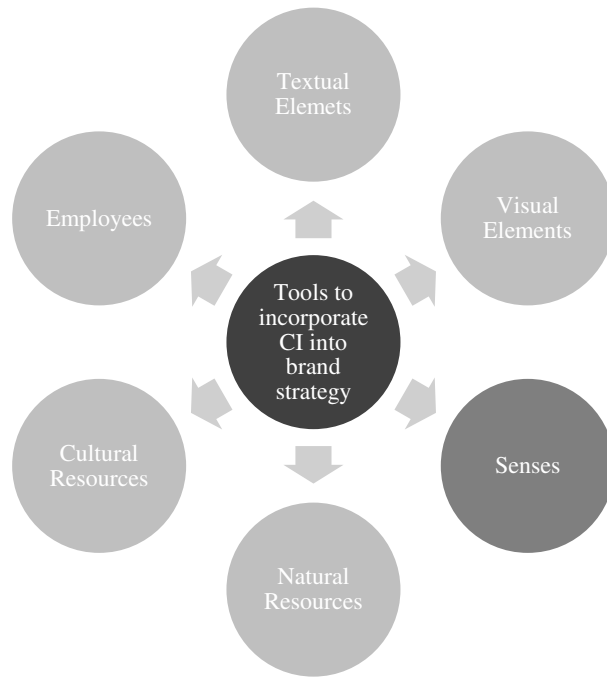 Textual
Elemets
Employees
Visual
Elements
Tools to
incorporate
CI into
brand
strategy
Cultural
Resources
Senses
Natural
Resources